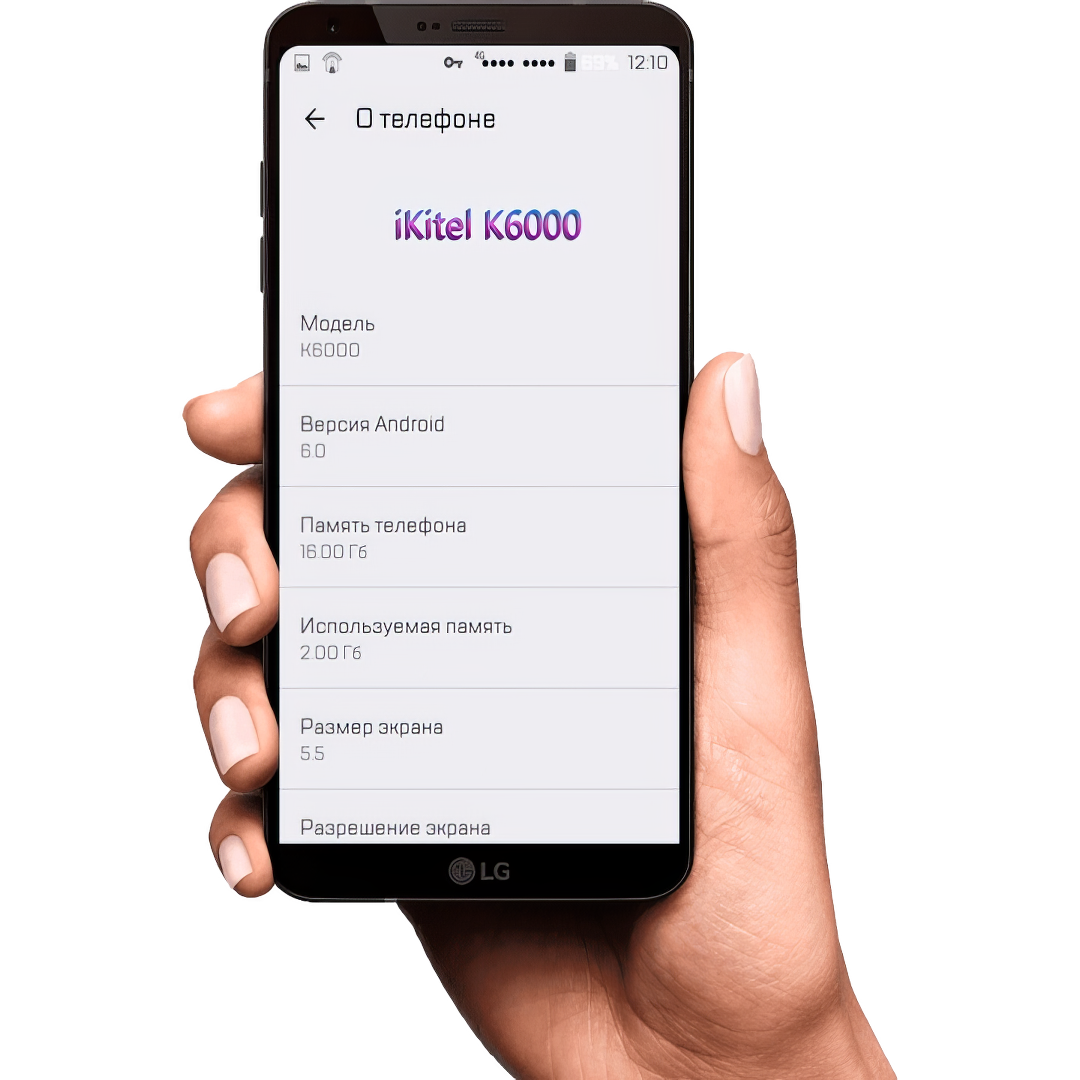 4G 69% 12:10
О телефоне
iKitel K6000
Модель
K6000
Версия Android
6.0
Память телефона
16.00 Гб
Используемая память
2.00 Гб
Размер экрана
5.5
Разрешение экрана
LG